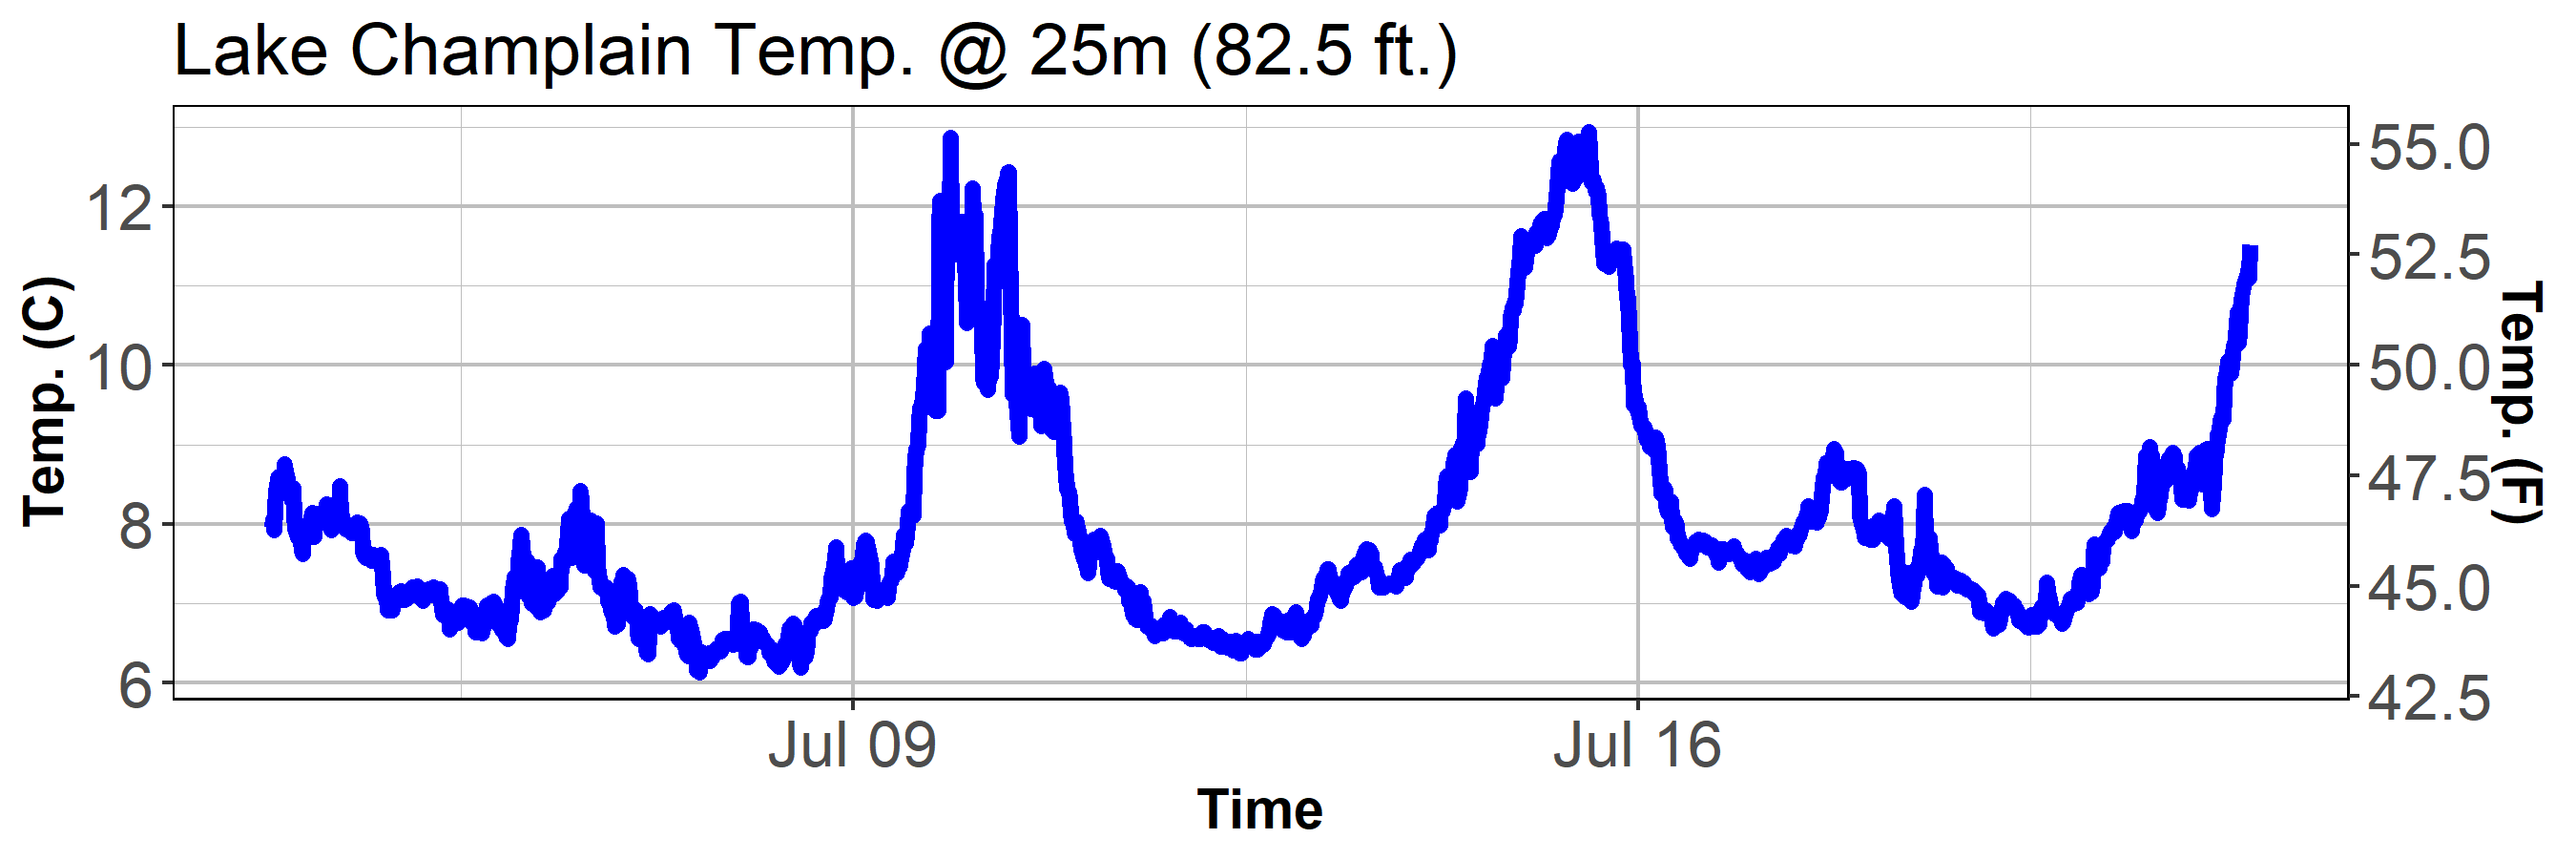 Lake Champlain Temp. @ 25m (82.5 ft.)
Temp. (C)
12
10
8
6
55.0
52.5
50.0
47.5
45.0
42.5
Temp. (F)
Jul 09
Jul 16
Time